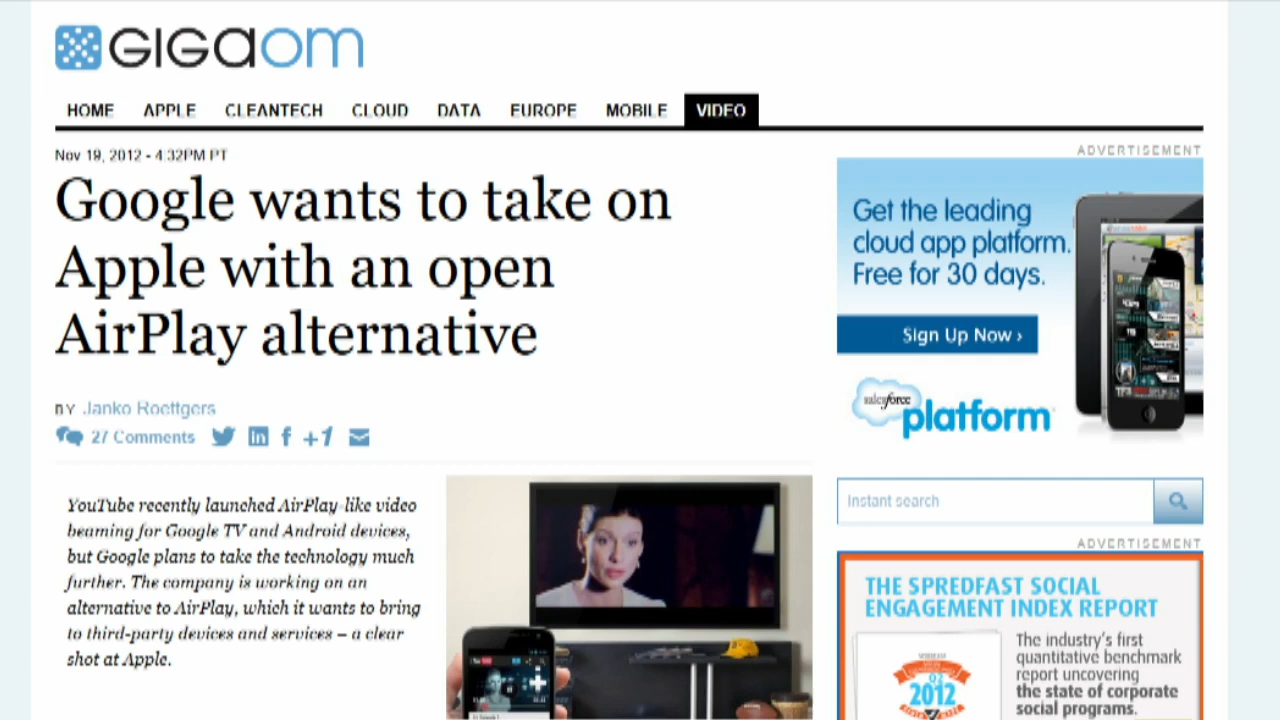 GIGaOM
HOME APPLE CLEANTECH CLOUD DATA EUROPE MOBILE VIDEO
Nov 19, 2012 - 4:32PM PT
Google wants to take on
Apple with an open
AirPlay alternative
BY Janko Roettgers
27 Comments
+1
YouTube recently launched AirPlay-like video
beaming for Google TV and Android devices,
but Google plans to take the technology much
further. The company is working on an
alternative to AirPlay, which it wants to bring
to third-party devices and services – a clear
shot at Apple.
ADVERTISEMENT
Get the leading
cloud app platform.
Free for 30 days.
Sign Up Now ›
salesforce
platform
Instant search
ADVERTISEMENT
THE SPREDFAST SOCIAL
ENGAGEMENT INDEX REPORT
Q2
2012
The industry's first
quantitative benchmark
report uncovering
the state of corporate
social programs.